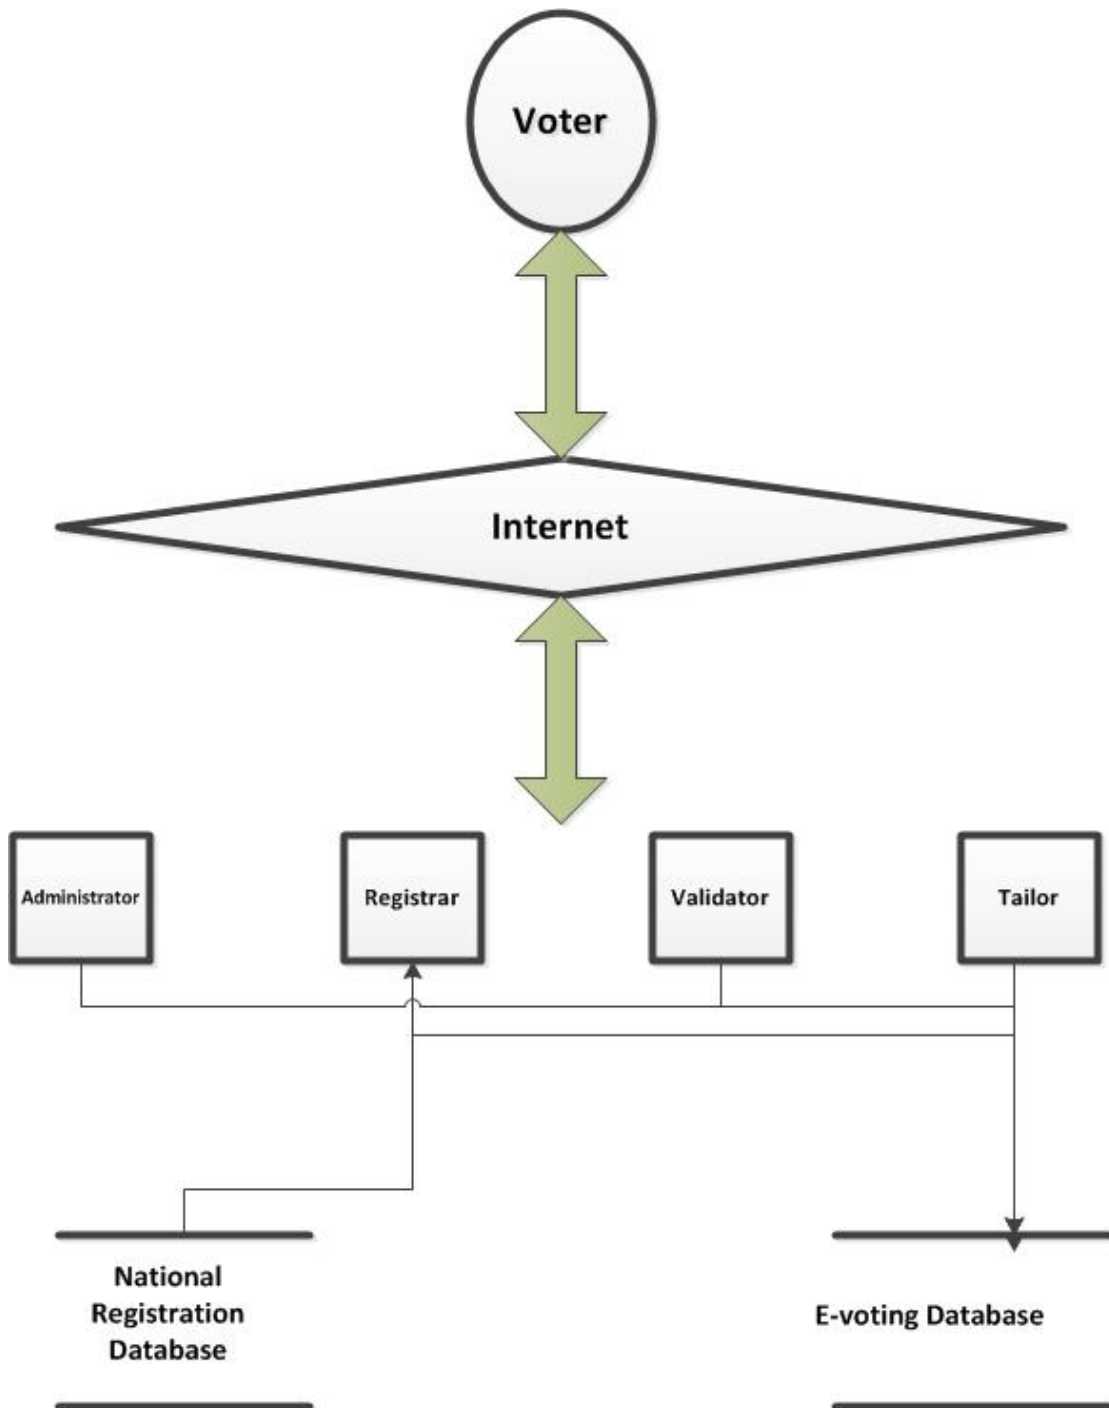 Voter
Internet
Administrator
Registrar
Validator
Tailor
National
Registration
Database
E-voting Database